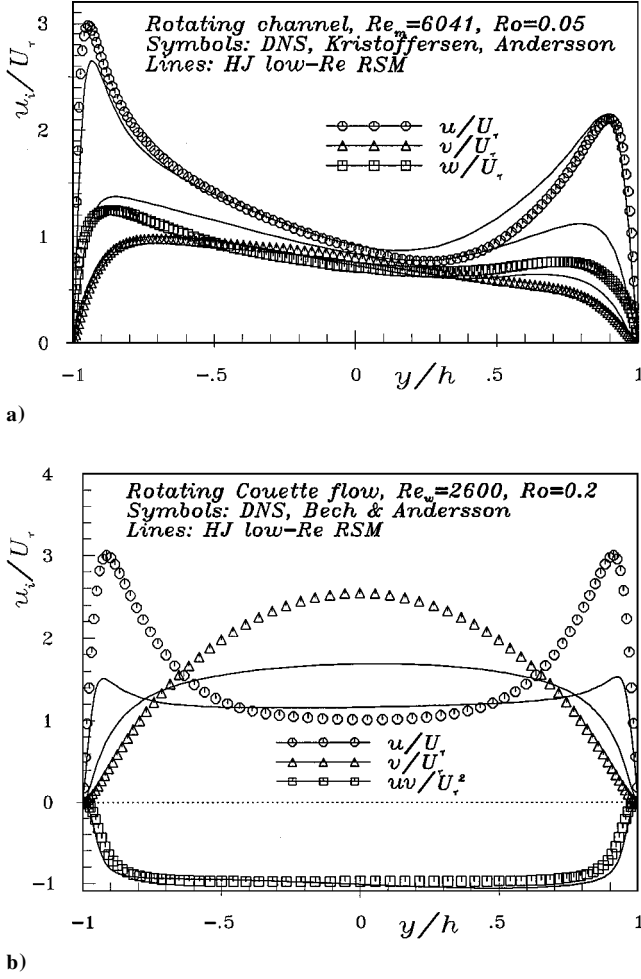 Rotating channel, Re_m=6041, Ro=0.05
Symbols: DNS, Kristoffersen, Andersson
Lines: HJ low-Re RSM
u_i/U_τ
3
2
1
0
u/U_τ
v/U_τ
w/U_τ
-1
-.5
0
.5
1
y/h
a)
Rotating Couette flow, Re_w=2600, Ro=0.2
Symbols: DNS, Bech & Andersson
Lines: HJ low-Re RSM
u_i/U_τ
4
3
2
1
0
-1
u/U_τ
v/U_τ
uv/U_τ^2
-1
-.5
0
.5
1
y/h
b)